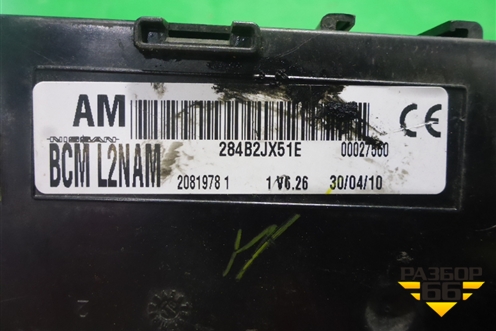 AM
NISSAN
284B2JX51E 00027560
CE
BCM L2NAM
2081978 1 1 V6.26 30/04/10
РАЗБОР
66